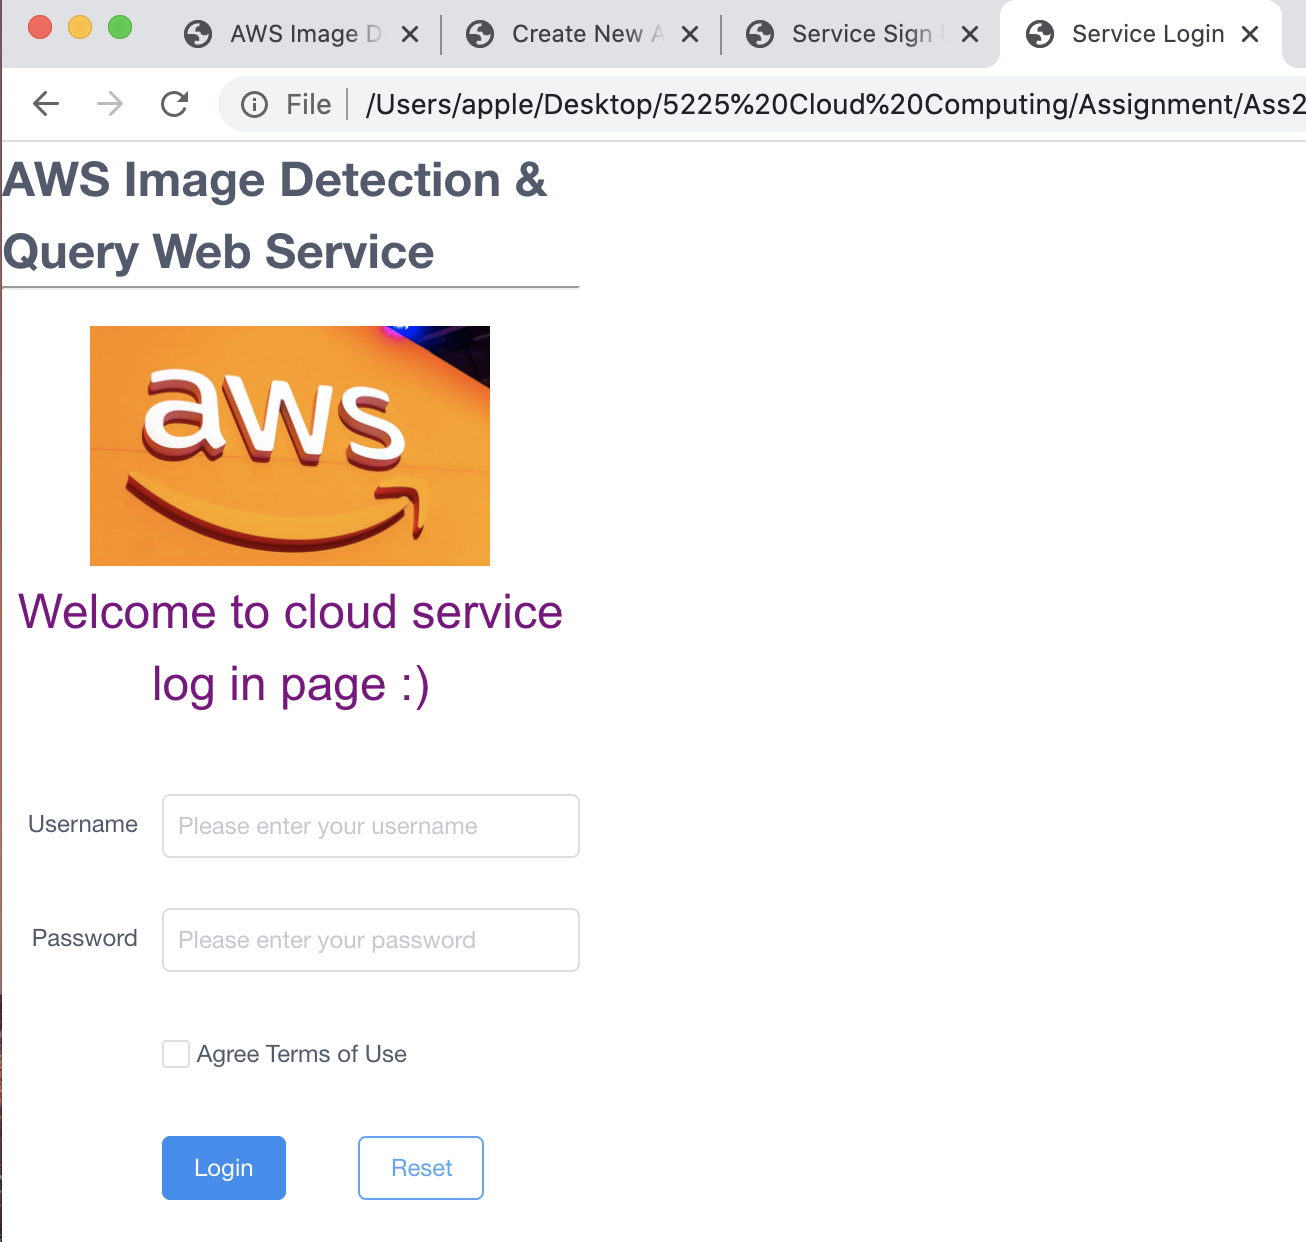 AWS Image D
Create New A
Service Sign
Service Login
File
/Users/apple/Desktop/5225%20Cloud%20Computing/Assignment/Ass2
AWS Image Detection &
Query Web Service
aws
Welcome to cloud service
log in page :)
Username
Please enter your username
Password
Please enter your password
Agree Terms of Use
Login
Reset